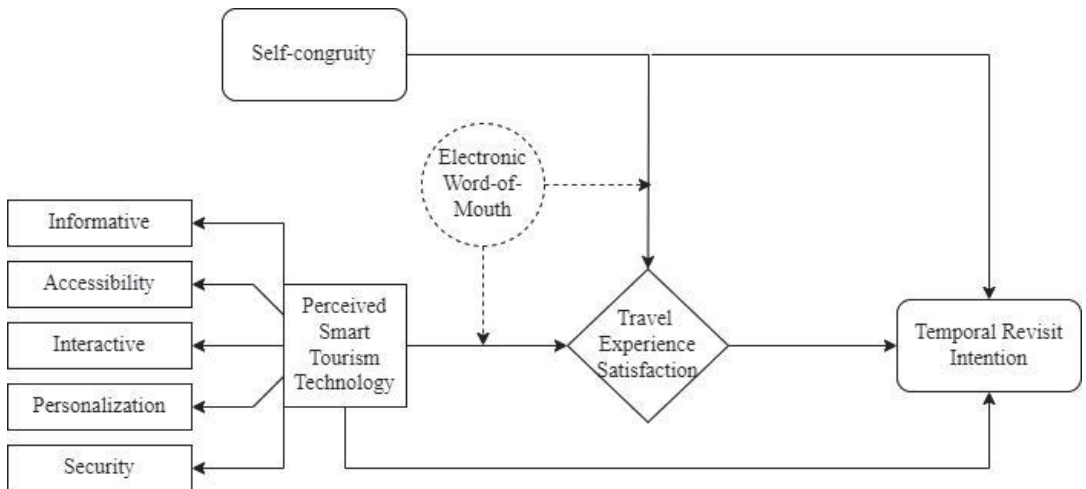 Self-congruity
Electronic
Word-of-
Mouth
Informative
Accessibility
Interactive
Personalization
Security
Perceived
Smart
Tourism
Technology
Travel
Experience
Satisfaction
Temporal Revisit
Intention